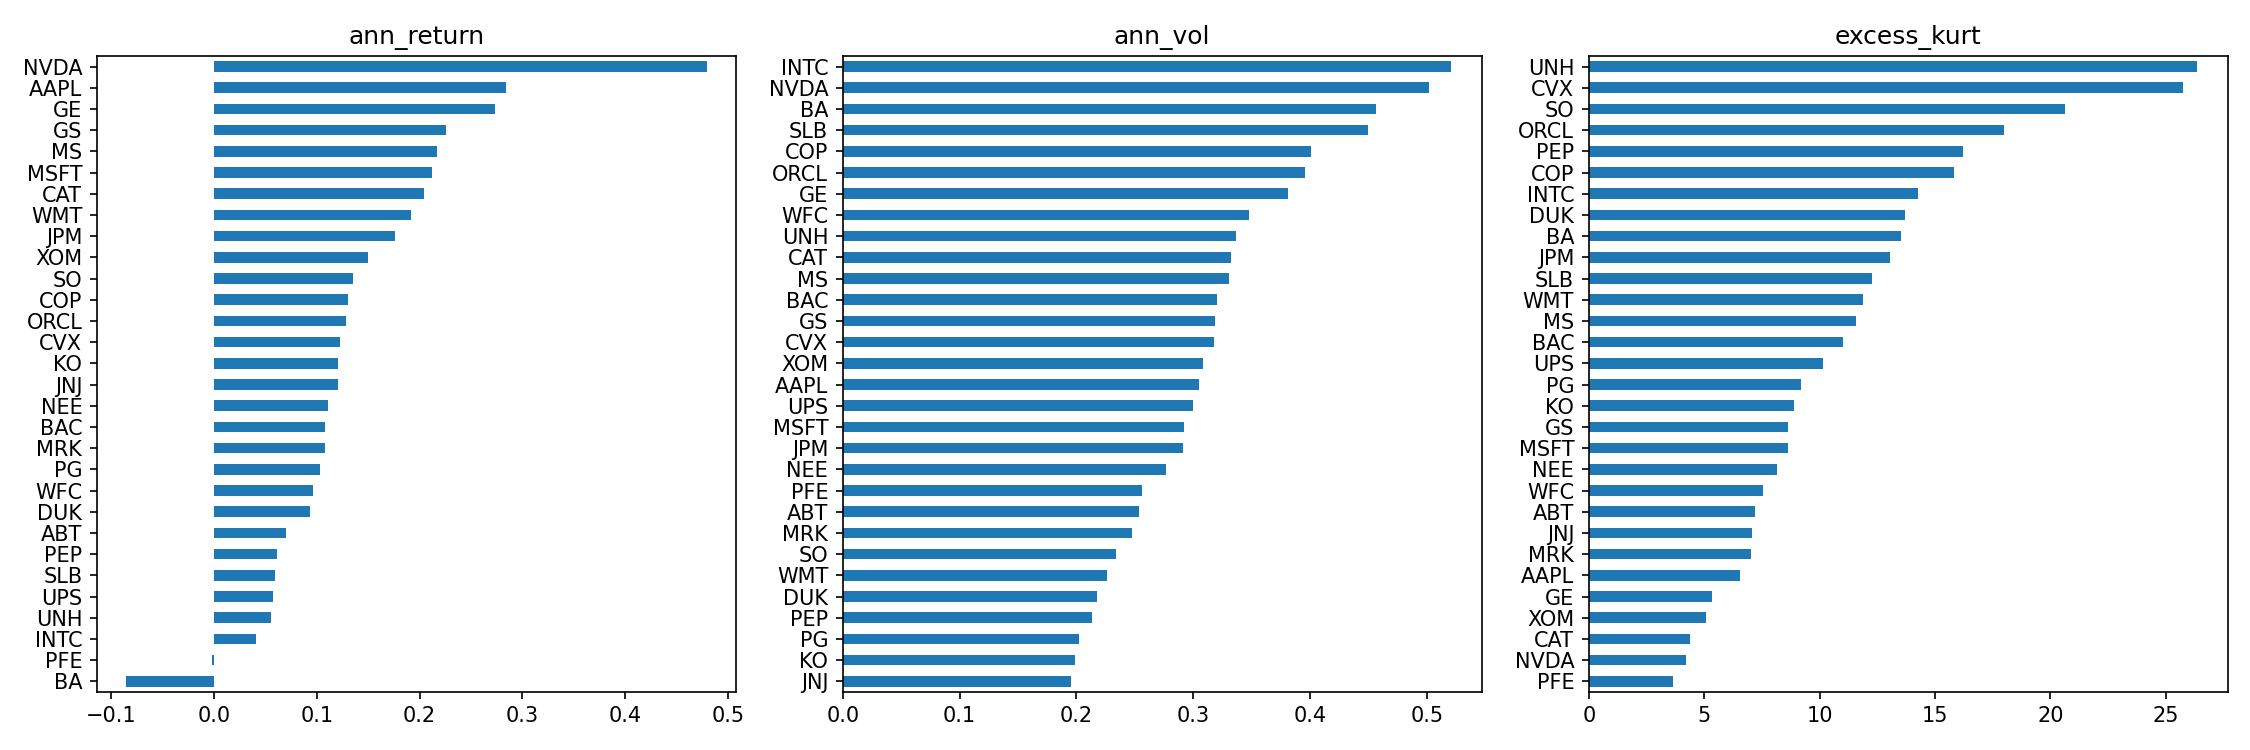 ann_return
NVDA
AAPL
GE
GS
MS
MSFT
CAT
WMT
JPM
XOM
SO
COP
ORCL
CVX
KO
JNJ
NEE
BAC
MRK
PG
WFC
DUK
ABT
PEP
SLB
UPS
UNH
INTC
PFE
BA
−0.1 0.0 0.1 0.2 0.3 0.4 0.5
ann_vol
INTC
NVDA
BA
SLB
COP
ORCL
GE
WFC
UNH
CAT
MS
BAC
GS
CVX
XOM
AAPL
UPS
MSFT
JPM
NEE
PFE
ABT
MRK
SO
WMT
DUK
PEP
PG
KO
JNJ
0.0 0.1 0.2 0.3 0.4 0.5
excess_kurt
UNH
CVX
SO
ORCL
PEP
COP
INTC
DUK
BA
JPM
SLB
WMT
MS
BAC
UPS
PG
KO
GS
MSFT
NEE
WFC
ABT
JNJ
MRK
AAPL
GE
XOM
CAT
NVDA
PFE
0 5 10 15 20 25